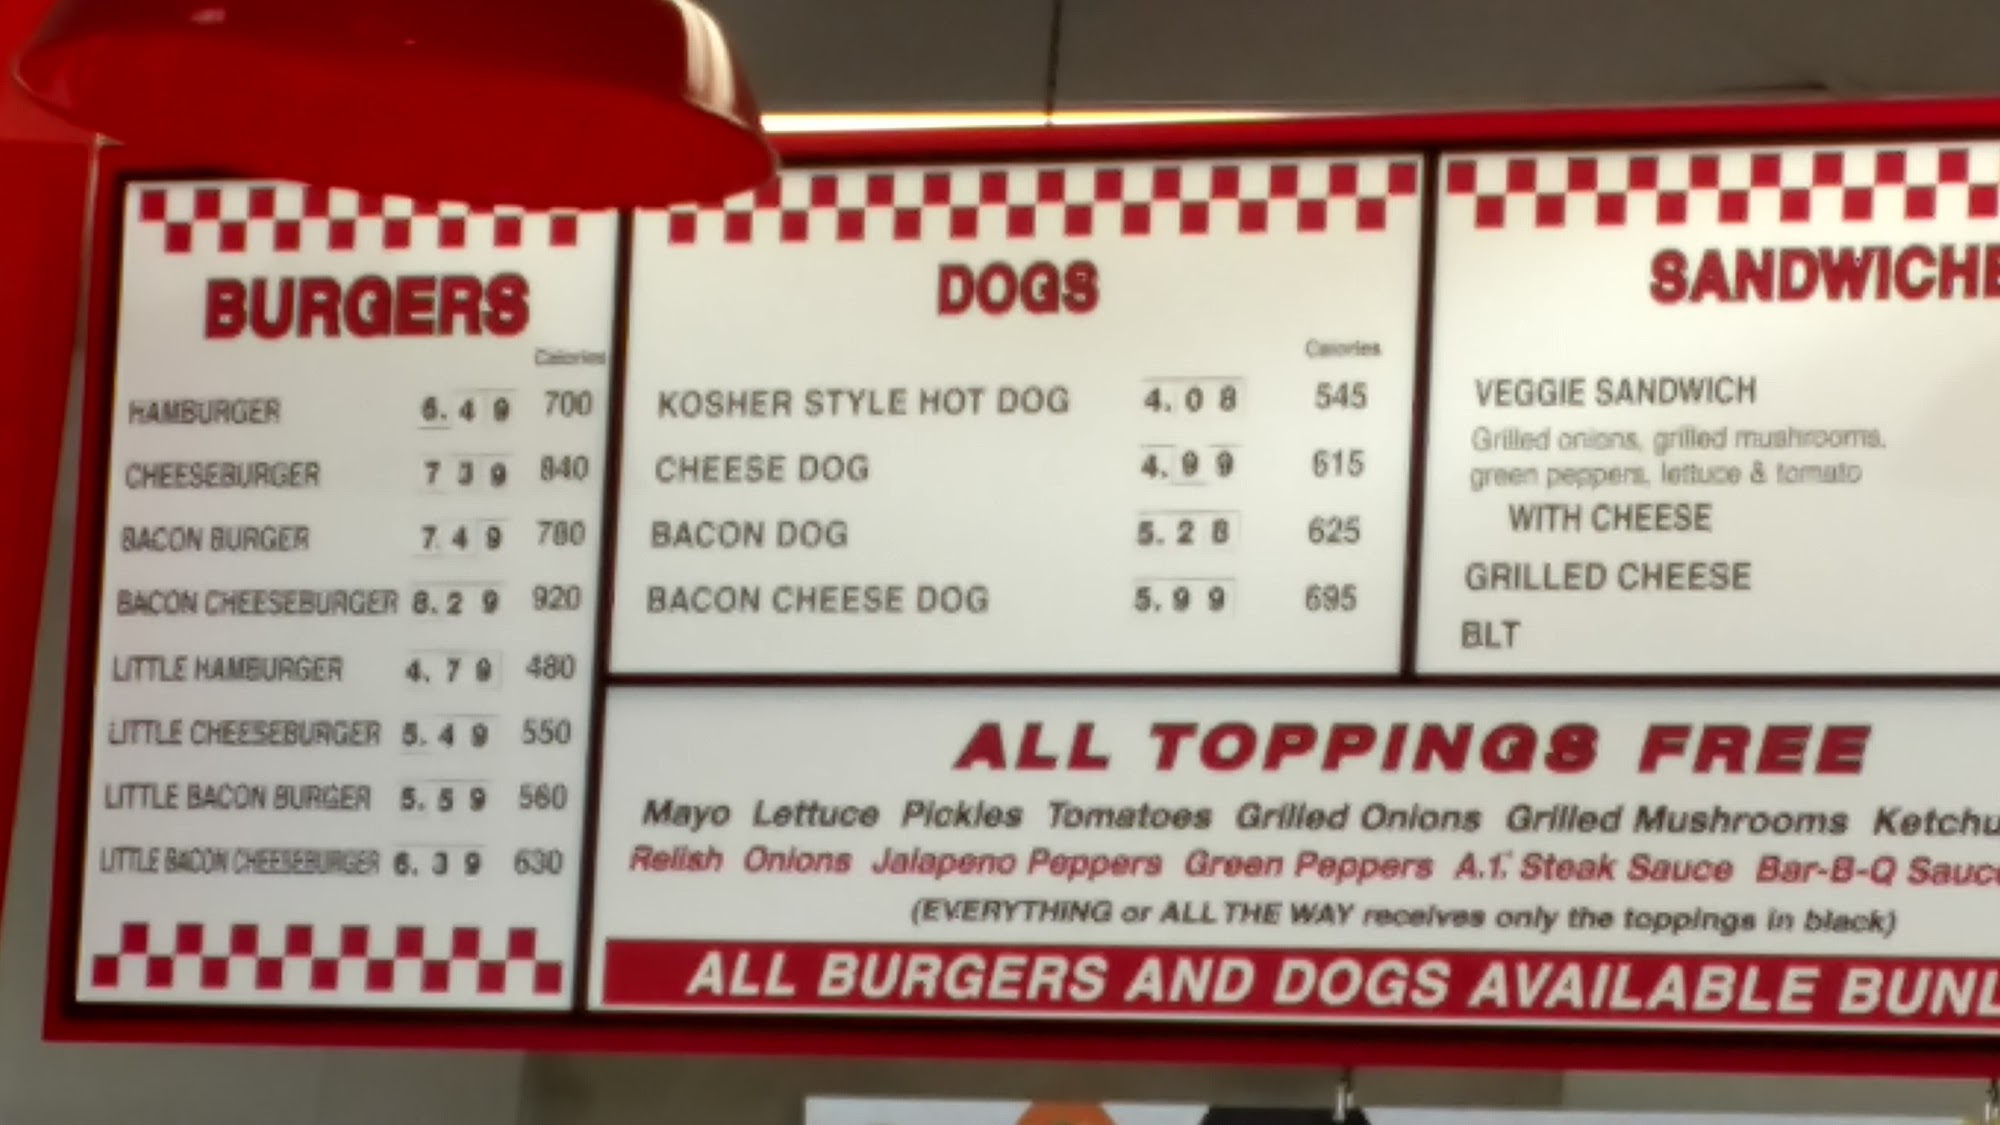 BURGERS
Calories
HAMBURGER 6.49 700
CHEESEBURGER 7 39 840
BACON BURGER 7.49 780
BACON CHEESEBURGER 8.29 920
LITTLE HAMBURGER 4.79 480
LITTLE CHEESEBURGER 5.49 550
LITTLE BACON BURGER 5.59 560
LITTLE BACON CHEESEBURGER 6.39 630
DOGS
Calories
KOSHER STYLE HOT DOG 4.08 545
CHEESE DOG 4.99 615
BACON DOG 5.28 625
BACON CHEESE DOG 5.99 695
SANDWICHE
VEGGIE SANDWICH
Grilled onions, grilled mushrooms,
green peppers, lettuce & tomato
WITH CHEESE
GRILLED CHEESE
BLT
ALL TOPPINGS FREE
Mayo Lettuce Pickles Tomatoes Grilled Onions Grilled Mushrooms Ketchu
Relish Onions Jalapeno Peppers Green Peppers A.1. Steak Sauce Bar-B-Q Sauc
(EVERYTHING or ALL THE WAY receives only the toppings in black)
ALL BURGERS AND DOGS AVAILABLE BUNL